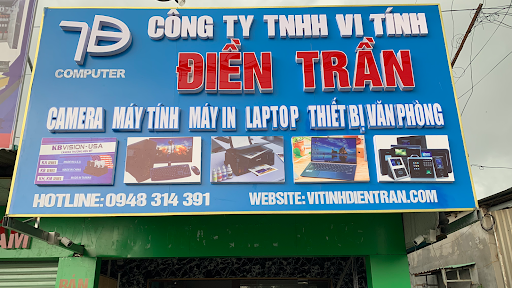 CÔNG TY TNHH VI TÍNH
COMPUTER
ĐIỀN TRẦN
CAMERA MÁY TÍNH MÁY IN LAPTOP THIẾT BỊ VĂN PHÒNG
KBVISION-USA
HOTLINE: 0948 314 391 WEBSITE: VITINHDIENTRAN.COM
BAN